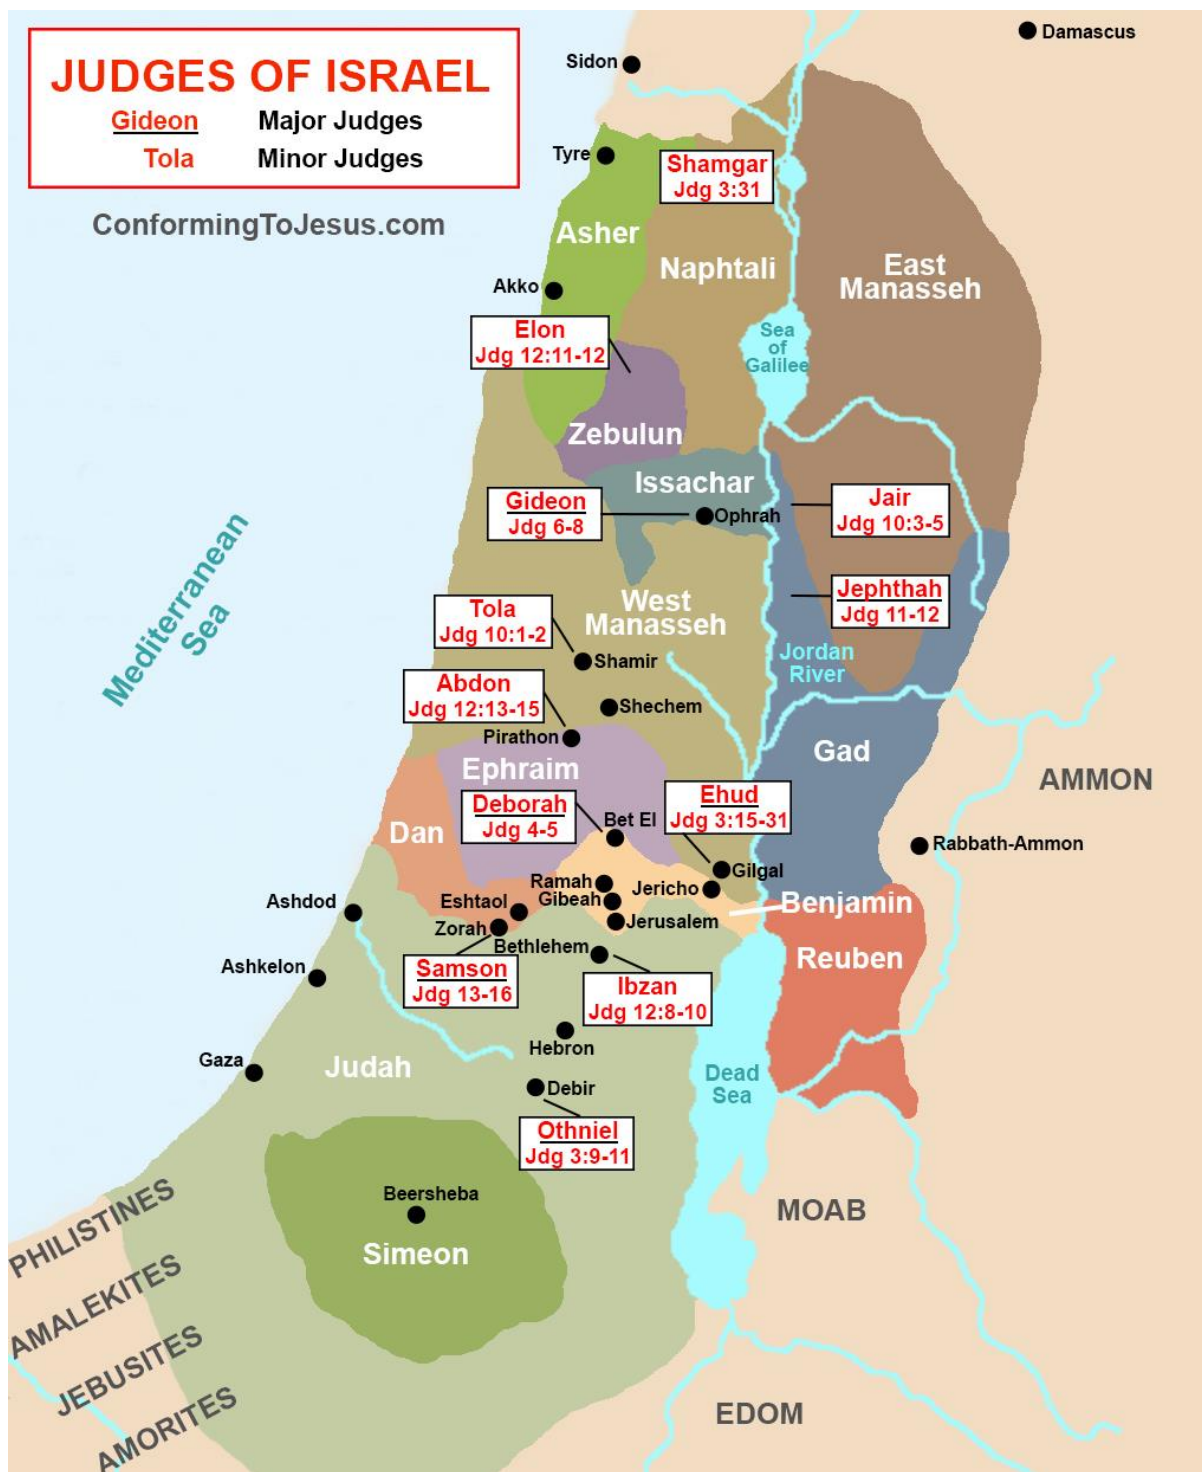 JUDGES OF ISRAEL
Gideon Major Judges
Tola Minor Judges
ConformingToJesus.com
Damascus
Sidon
Tyre
Shamgar
Jdg 3:31
Asher
Naphtali
East
Manasseh
Akko
Elon
Jdg 12:11-12
Sea
of
Galilee
Zebulun
Issachar
Gideon
Jdg 6-8
Ophrah
Jair
Jdg 10:3-5
Mediterranean
Sea
West
Manasseh
Jephthah
Jdg 11-12
Tola
Jdg 10:1-2
Shamir
Jordan
River
Abdon
Jdg 12:13-15
Shechem
Pirathon
Ephraim
Gad
AMMON
Deborah
Jdg 4-5
Bet El
Ehud
Jdg 3:15-31
Dan
Rabbath-Ammon
Gilgal
Ramah
Jericho
Gibeah
Benjamin
Eshtaol
Ashdod
Jerusalem
Zorah
Bethlehem
Reuben
Ashkelon
Samson
Jdg 13-16
Ibzan
Jdg 12:8-10
Hebron
Gaza
Judah
Debir
Dead
Sea
Othniel
Jdg 3:9-11
Beersheba
Simeon
MOAB
PHILISTINES
AMALEKITES
JEBUSITES
AMORITES
EDOM